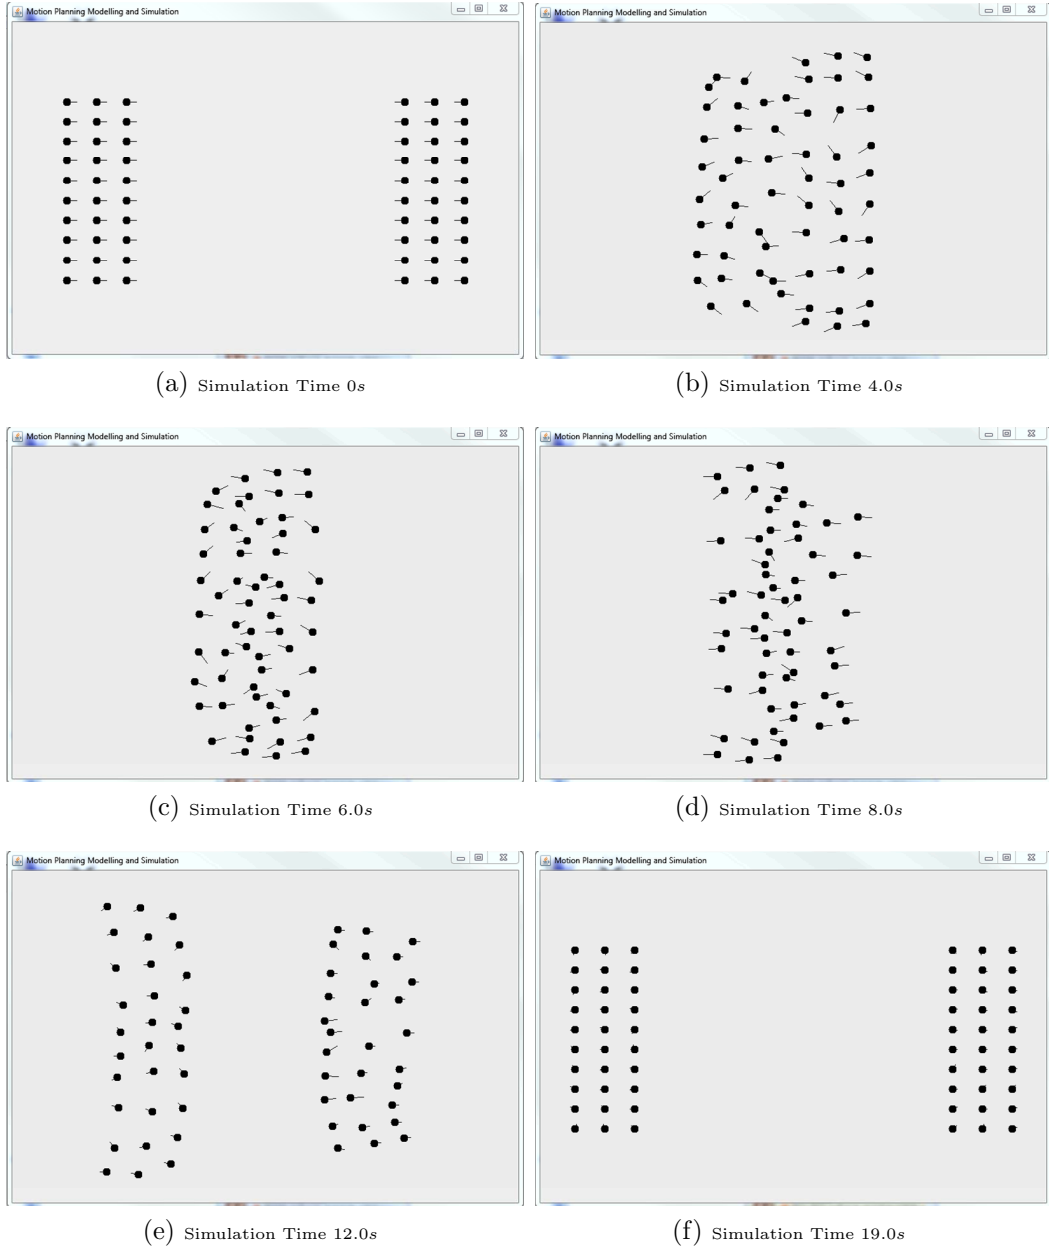 Motion Planning Modelling and Simulation
Motion Planning Modelling and Simulation
(a) Simulation Time 0s
(b) Simulation Time 4.0s
Motion Planning Modelling and Simulation
Motion Planning Modelling and Simulation
(c) Simulation Time 6.0s
(d) Simulation Time 8.0s
Motion Planning Modelling and Simulation
Motion Planning Modelling and Simulation
(e) Simulation Time 12.0s
(f) Simulation Time 19.0s